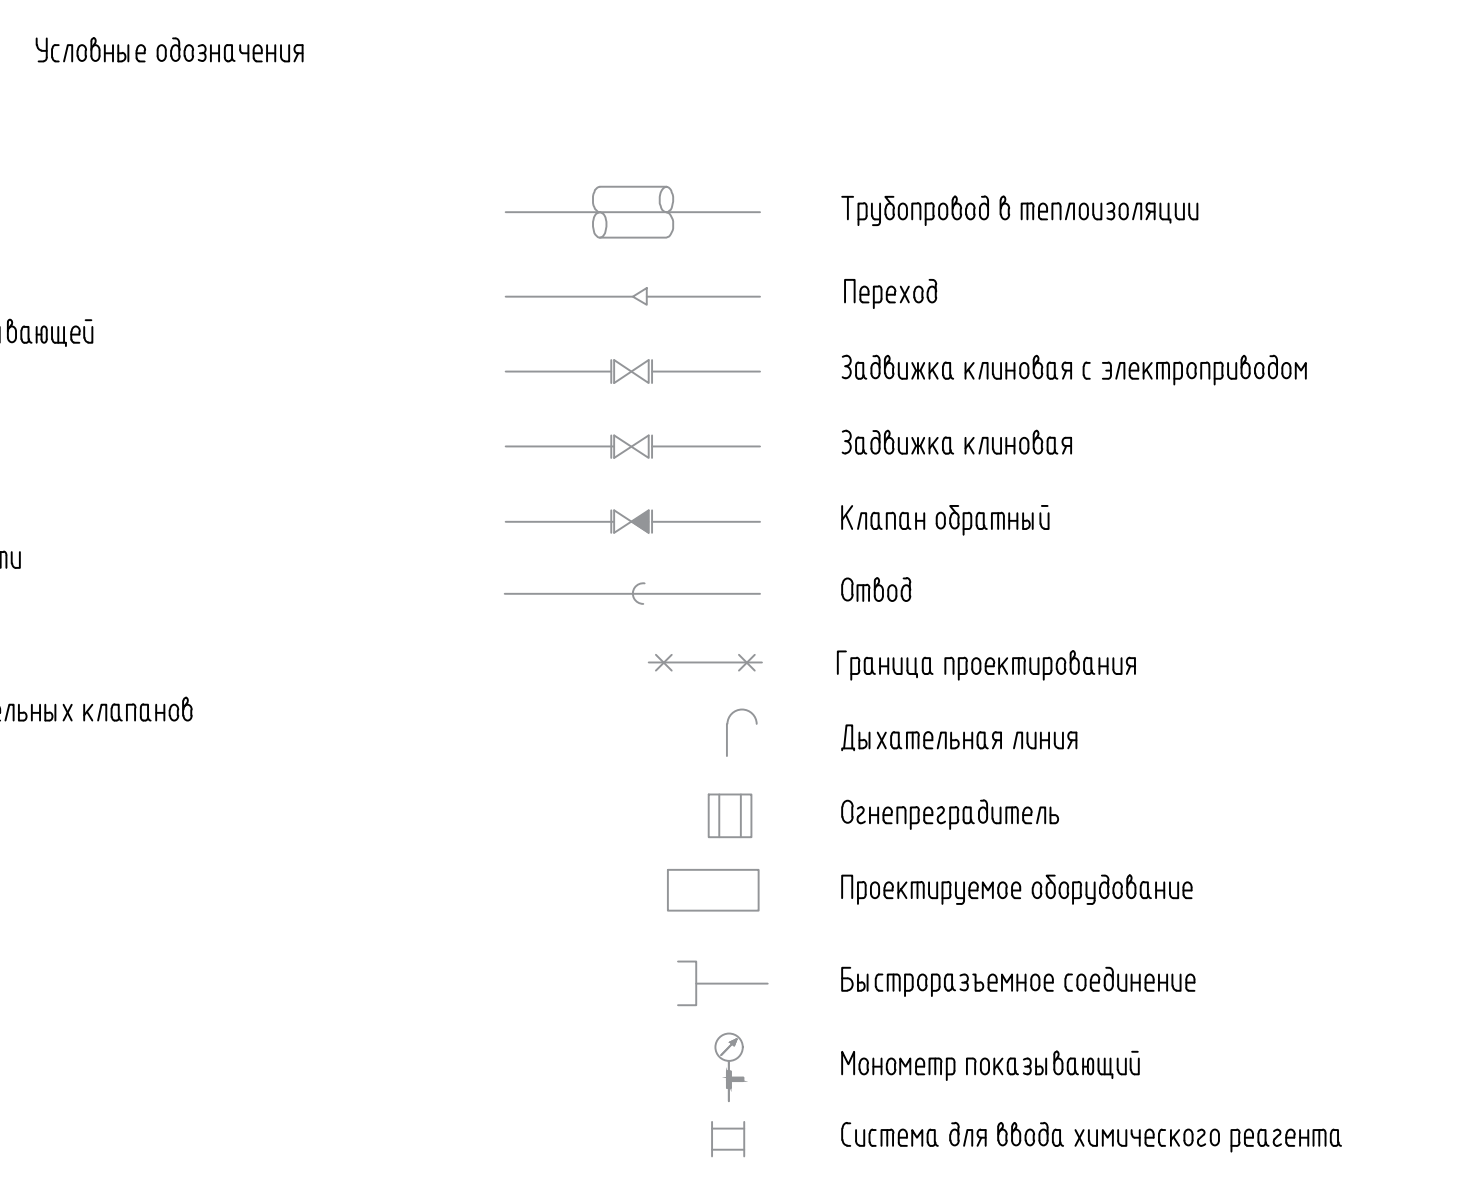 Условные одозначения
Трубопровод в теплоизоляции
Переход
ивающей
Задвижка клиновая с электроприводом
Задвижка клиновая
Клапан обратный
ти
Отвод
Граница проектирования
ельных клапанов
Дыхательная линия
Огнепреградитель
Проектируемое оборудование
Быстроразъемное соединение
Монометр показывающий
Система для ввода химического реагента